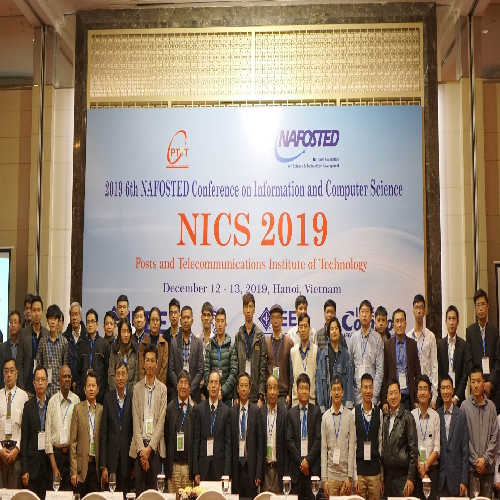 PTIT
NAFOSTED
2019 6th NAFOSTED Conference on Information and Computer Science
NICS 2019
Posts and Telecommunications Institute of Technology
December 12 - 13, 2019, Hanoi, Vietnam